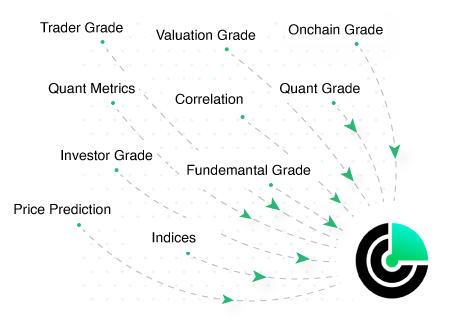 Trader Grade
Valuation Grade
Onchain Grade
Quant Metrics
Correlation
Quant Grade
Investor Grade
Fundemantal Grade
Price Prediction
Indices